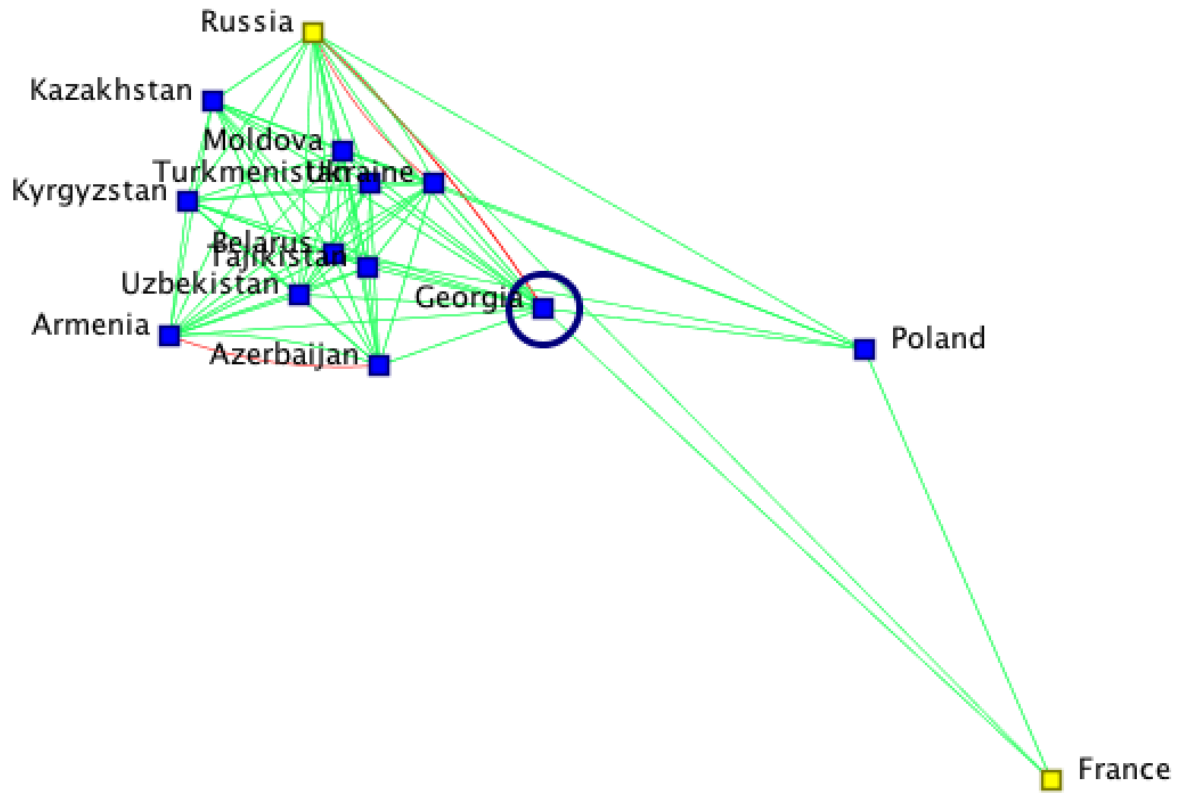 Russia
Kazakhstan
Moldova
Turkmenistan
Ukraine
Kyrgyzstan
Belarus
Tajikistan
Uzbekistan
Georgia
Armenia
Azerbaijan
Poland
France